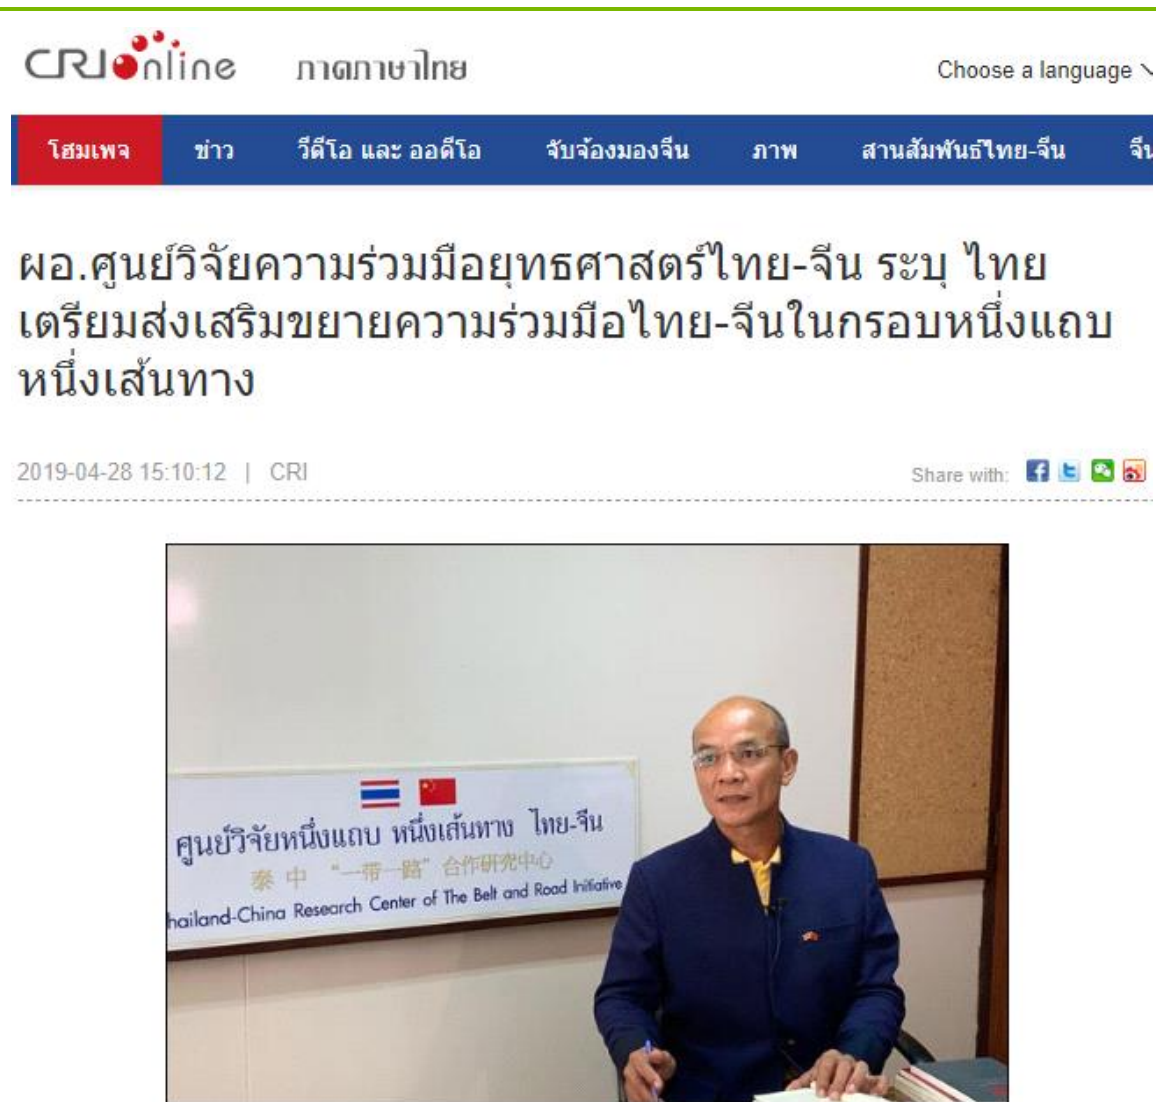 CRIonline ภาคภาษาไทย Choose a language
โฮมเพจ ข่าว วีดีโอ และ ออดีโอ จับจ้องมองจีน ภาพ สานสัมพันธ์ไทย-จีน จีน
ผอ.ศูนย์วิจัยความร่วมมือยุทธศาสตร์ไทย-จีน ระบุ ไทย
เตรียมส่งเสริมขยายความร่วมมือไทย-จีนในกรอบหนึ่งแถบ
หนึ่งเส้นทาง
2019-04-28 15:10:12 | CRI Share with:
ศูนย์วิจัยหนึ่งแถบ หนึ่งเส้นทาง ไทย-จีน
泰中 “一带一路” 合作研究中心
hailand-China Research Center of The Belt and Road Initiative